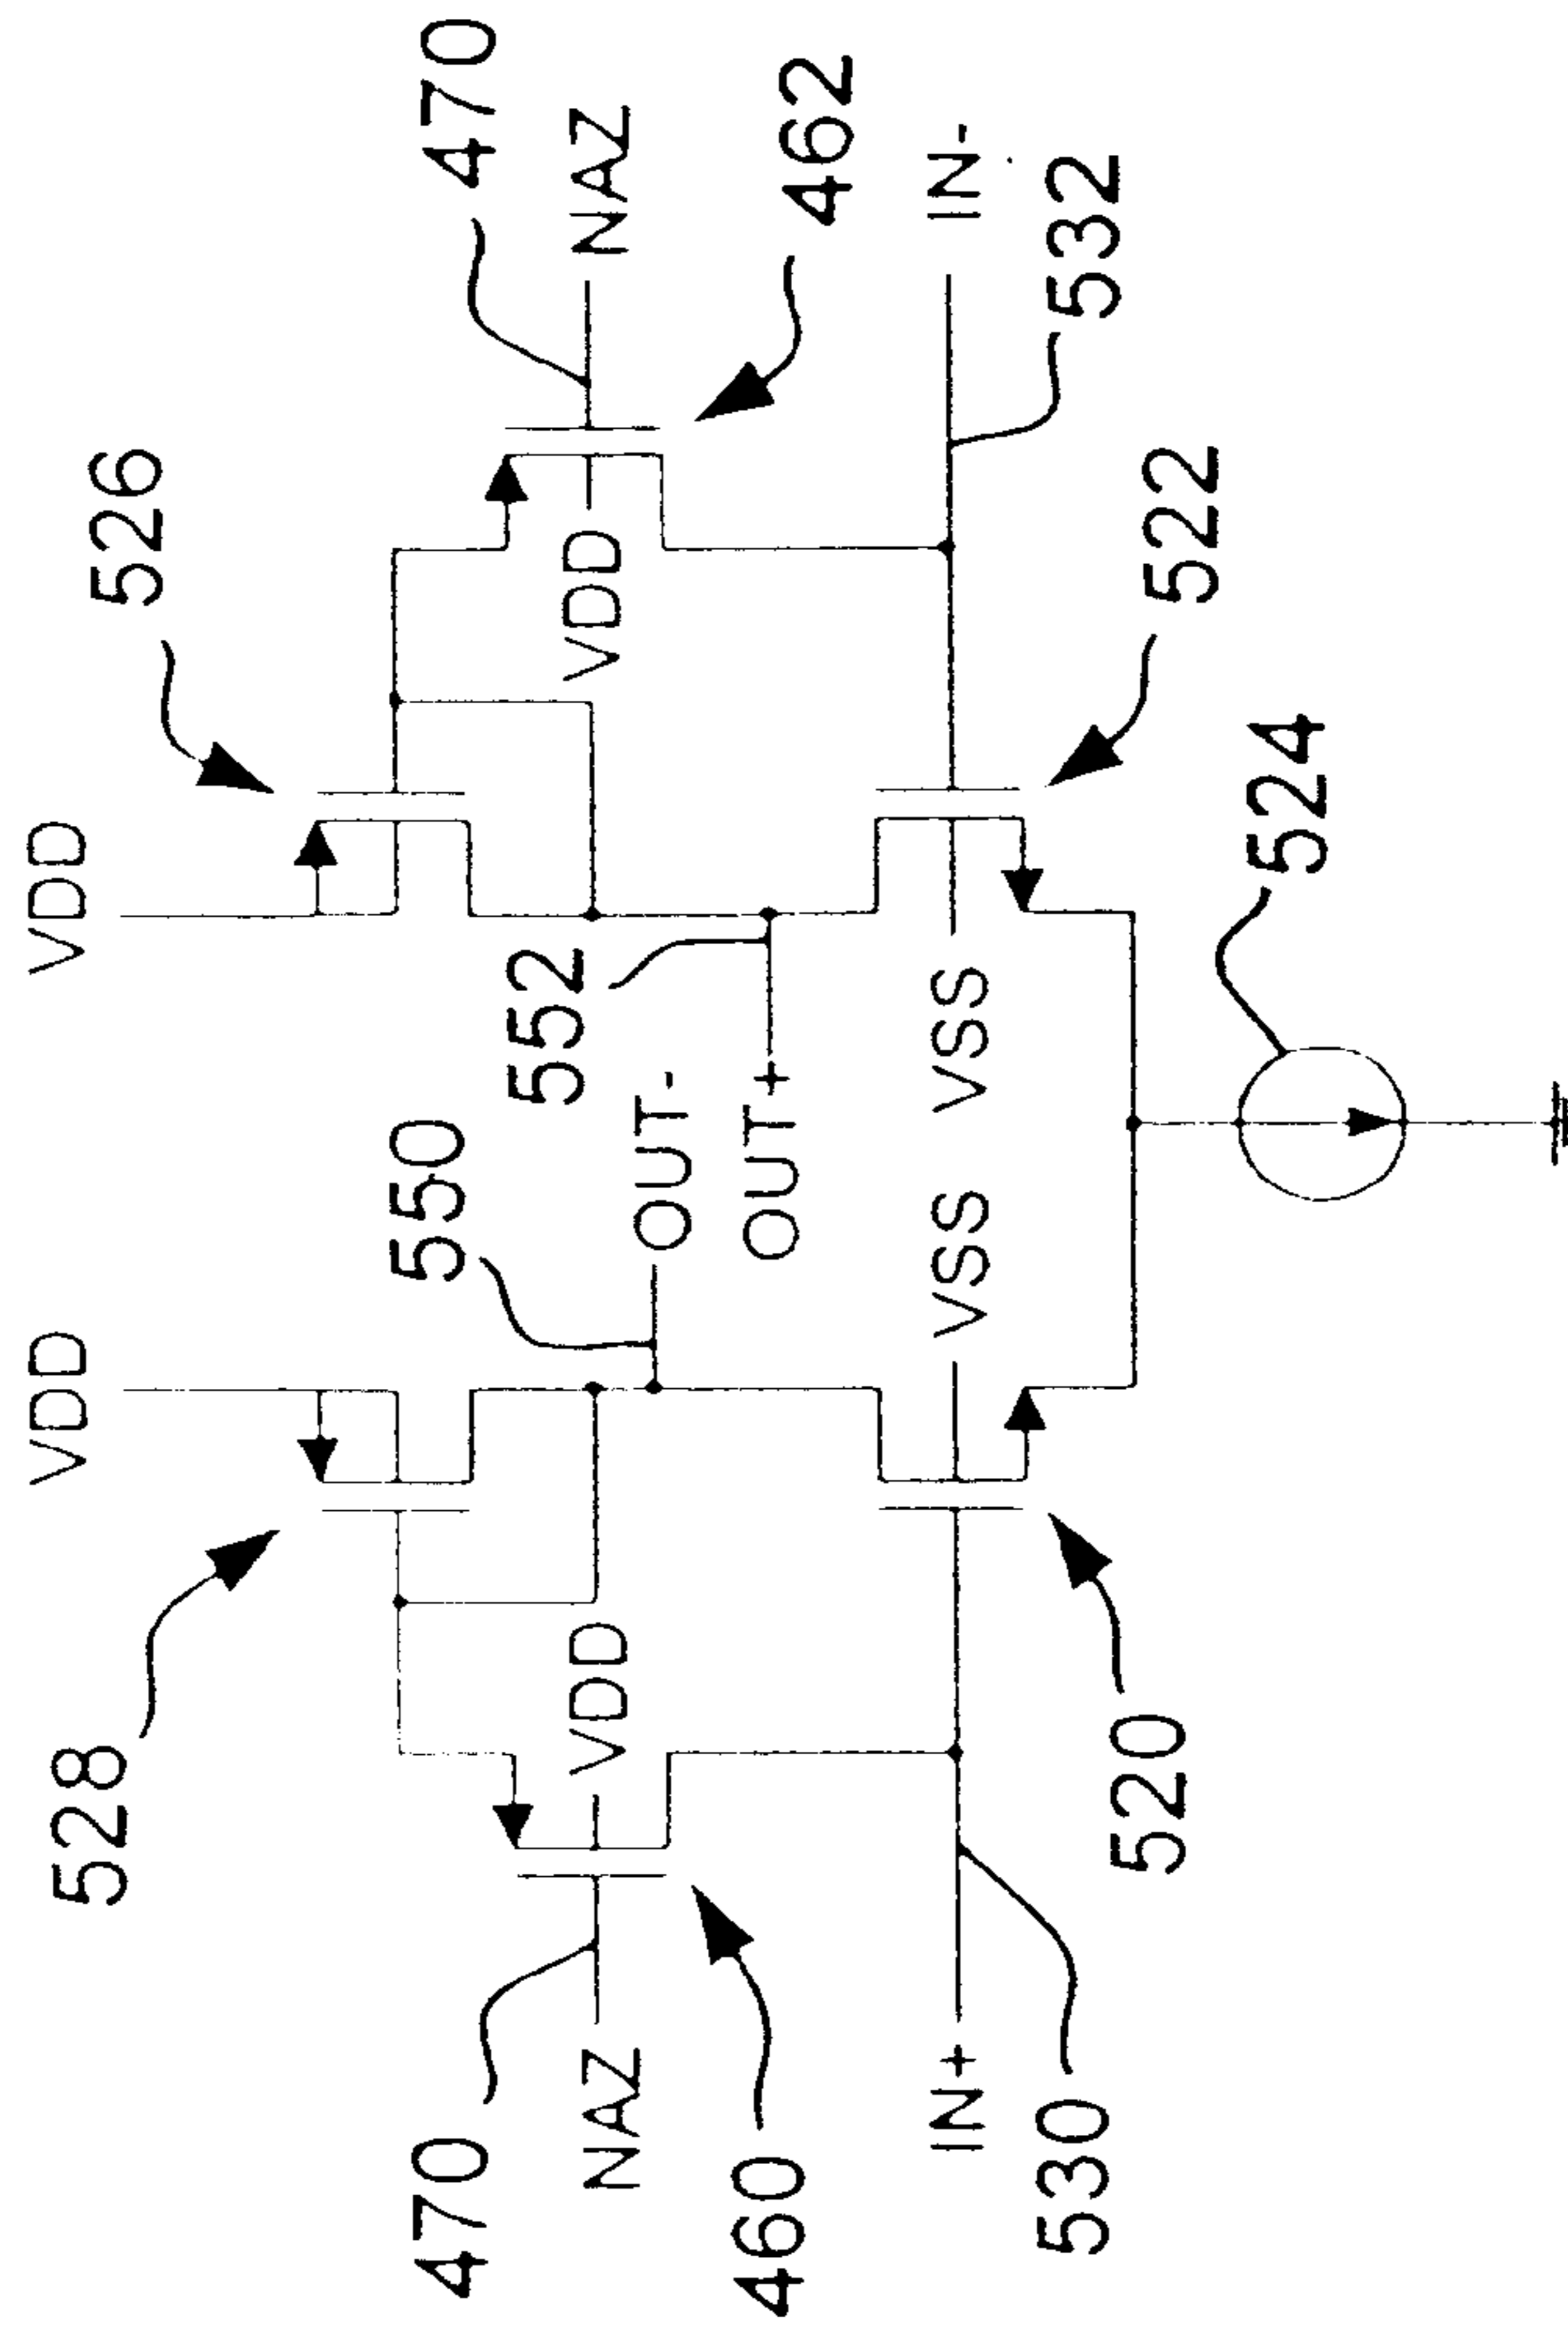 VDD
VDD
528
526
470
550
470
NAZ
VDD
552
VDD
NAZ
OUT-
460
OUT+
462
IN+
VSS
VSS
IN-
530
532
520
522
524